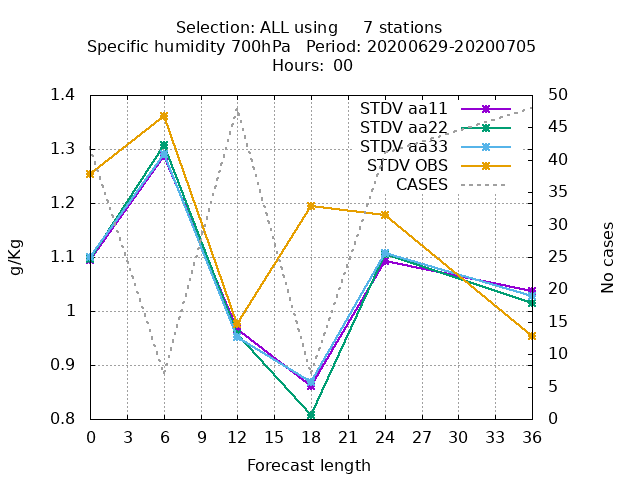 Selection: ALL using     7 stations
Specific humidity 700hPa   Period: 20200629-20200705
Hours: 00
g/Kg
1.4
1.3
1.2
1.1
1
0.9
0.8
STDV aa11
STDV aa22
STDV aa33
STDV OBS
CASES
50
45
40
35
30
25
20
15
10
5
0
No cases
0 3 6 9 12 15 18 21 24 27 30 33 36
Forecast length